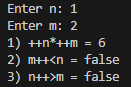 Enter n: 1
Enter m: 2
1) ++n*++m = 6
2) m++<n = false
3) n++>m = false